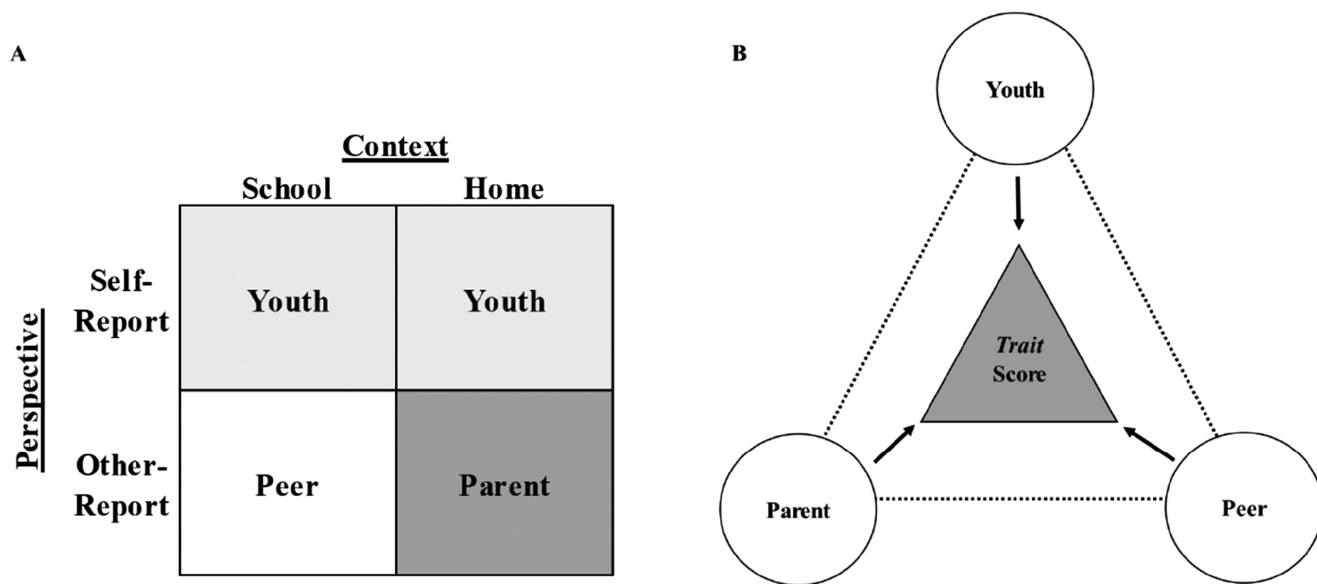 A
Context
School Home
Perspective
Self-
Report
Youth Youth
Other-
Report
Peer Parent
B
Youth
Trait
Score
Parent
Peer